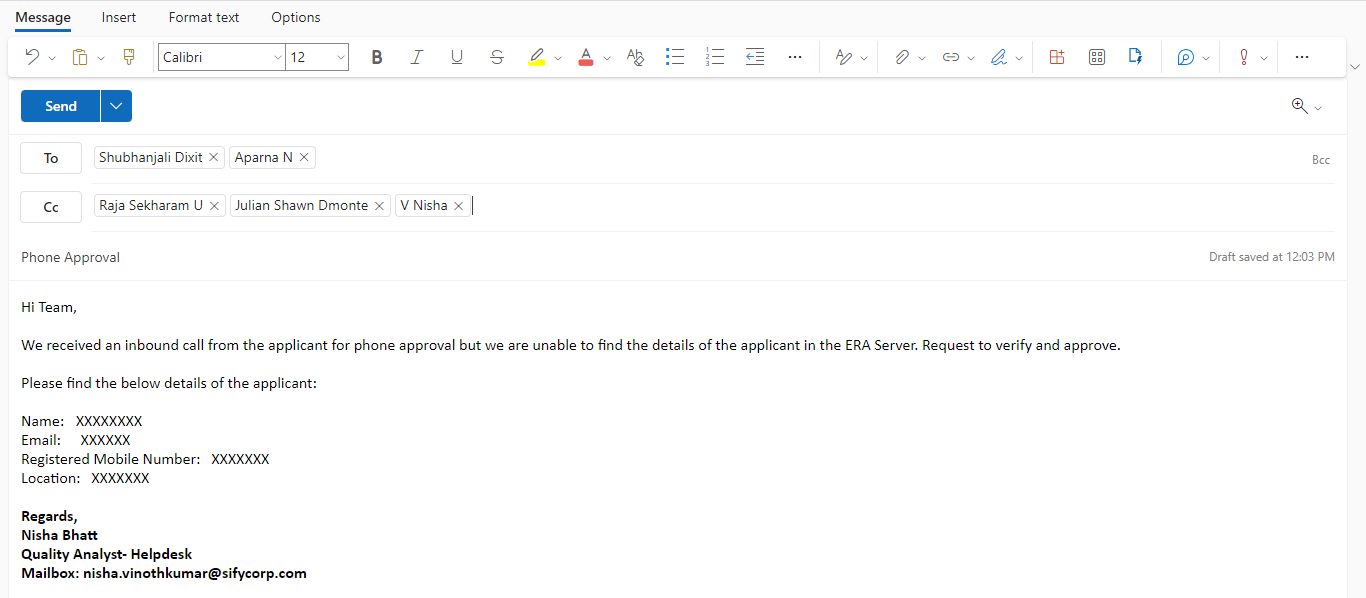 Message Insert Format text Options
Calibri 12 B I U S A
Send
To Shubhanjali Dixit Aparna N Bcc
Cc Raja Sekharam U Julian Shawn Dmonte V Nisha
Phone Approval Draft saved at 12:03 PM
Hi Team,
We received an inbound call from the applicant for phone approval but we are unable to find the details of the applicant in the ERA Server. Request to verify and approve.
Please find the below details of the applicant:
Name: XXXXXXXX
Email: XXXXXX
Registered Mobile Number: XXXXXXX
Location: XXXXXXX
Regards,
Nisha Bhatt
Quality Analyst- Helpdesk
Mailbox: nisha.vinothkumar@sifycorp.com